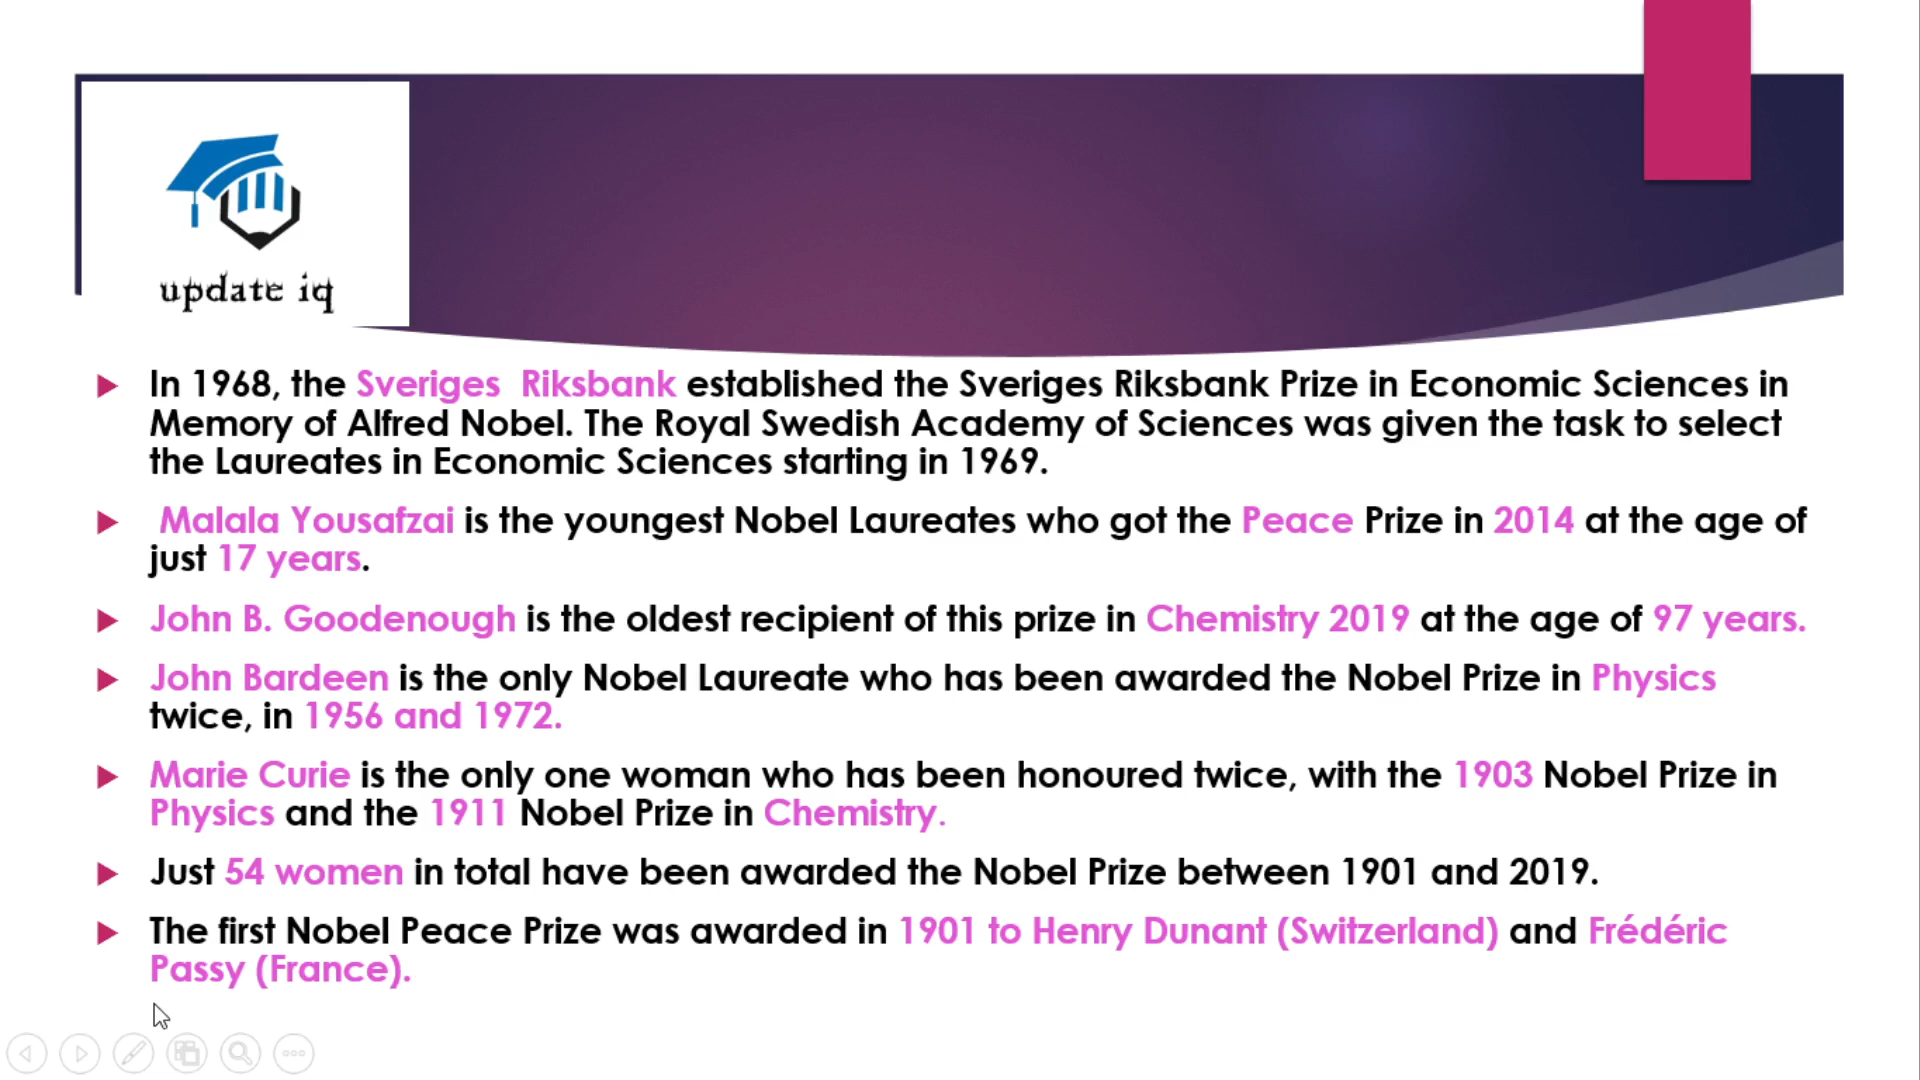 update iq
In 1968, the Sveriges Riksbank established the Sveriges Riksbank Prize in Economic Sciences in
Memory of Alfred Nobel. The Royal Swedish Academy of Sciences was given the task to select
the Laureates in Economic Sciences starting in 1969.
Malala Yousafzai is the youngest Nobel Laureates who got the Peace Prize in 2014 at the age of
just 17 years.
John B. Goodenough is the oldest recipient of this prize in Chemistry 2019 at the age of 97 years.
John Bardeen is the only Nobel Laureate who has been awarded the Nobel Prize in Physics
twice, in 1956 and 1972.
Marie Curie is the only one woman who has been honoured twice, with the 1903 Nobel Prize in
Physics and the 1911 Nobel Prize in Chemistry.
Just 54 women in total have been awarded the Nobel Prize between 1901 and 2019.
The first Nobel Peace Prize was awarded in 1901 to Henry Dunant (Switzerland) and Frédéric
Passy (France).